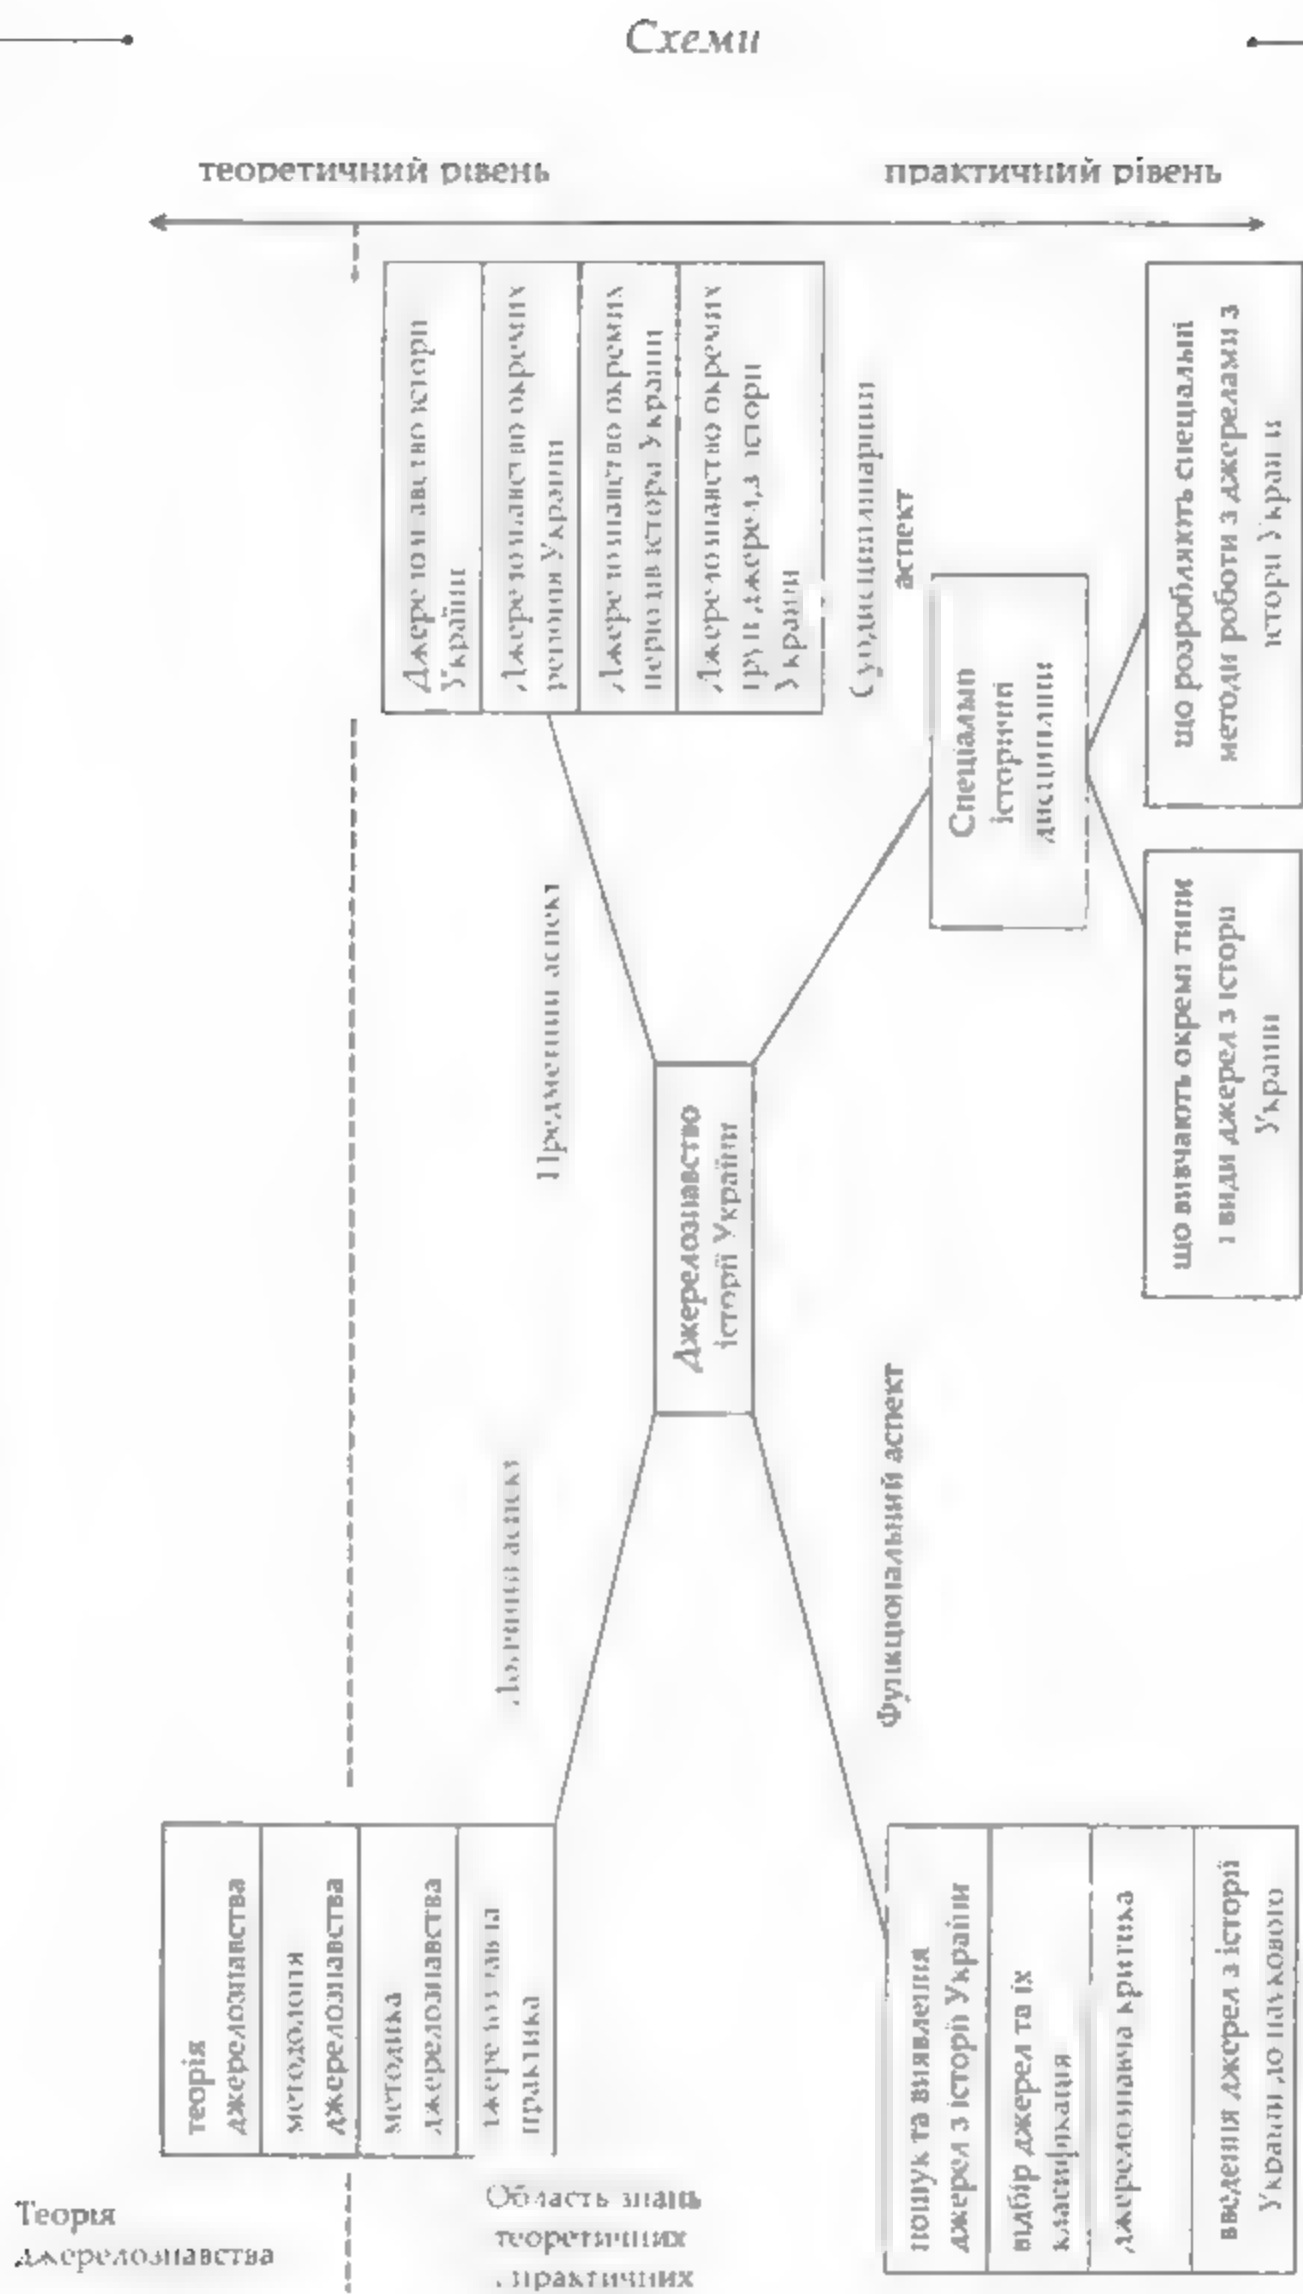 Схеми
теоретичний рівень
практичний рівень
Джерелознавство історії
України
Джерелознавство окремих
регіонів України
Джерелознавство окремих
періодів історії України
Джерелознавство окремих
груп джерел з історії
України
Предметний аспект
Субдисциплінарний
аспект
Спеціальні
історичні
дисципліни
що розробляють спеціальні
методи роботи з джерелами з
історії України
що вивчають окремі типи
і види джерел з історії
України
Джерелознавство
історії України
аспект
Функціональний аспект
теорія
джерелознавства
методологія
джерелознавства
методика
джерелознавства
джерелознавча
практика
пошук та виявлення
джерел з історії України
відбір джерел та їх
класифікація
джерелознавча критика
введення джерел з історії
України до наукового
Теорія
джерелознавства
Область знань
теоретичних
практичних